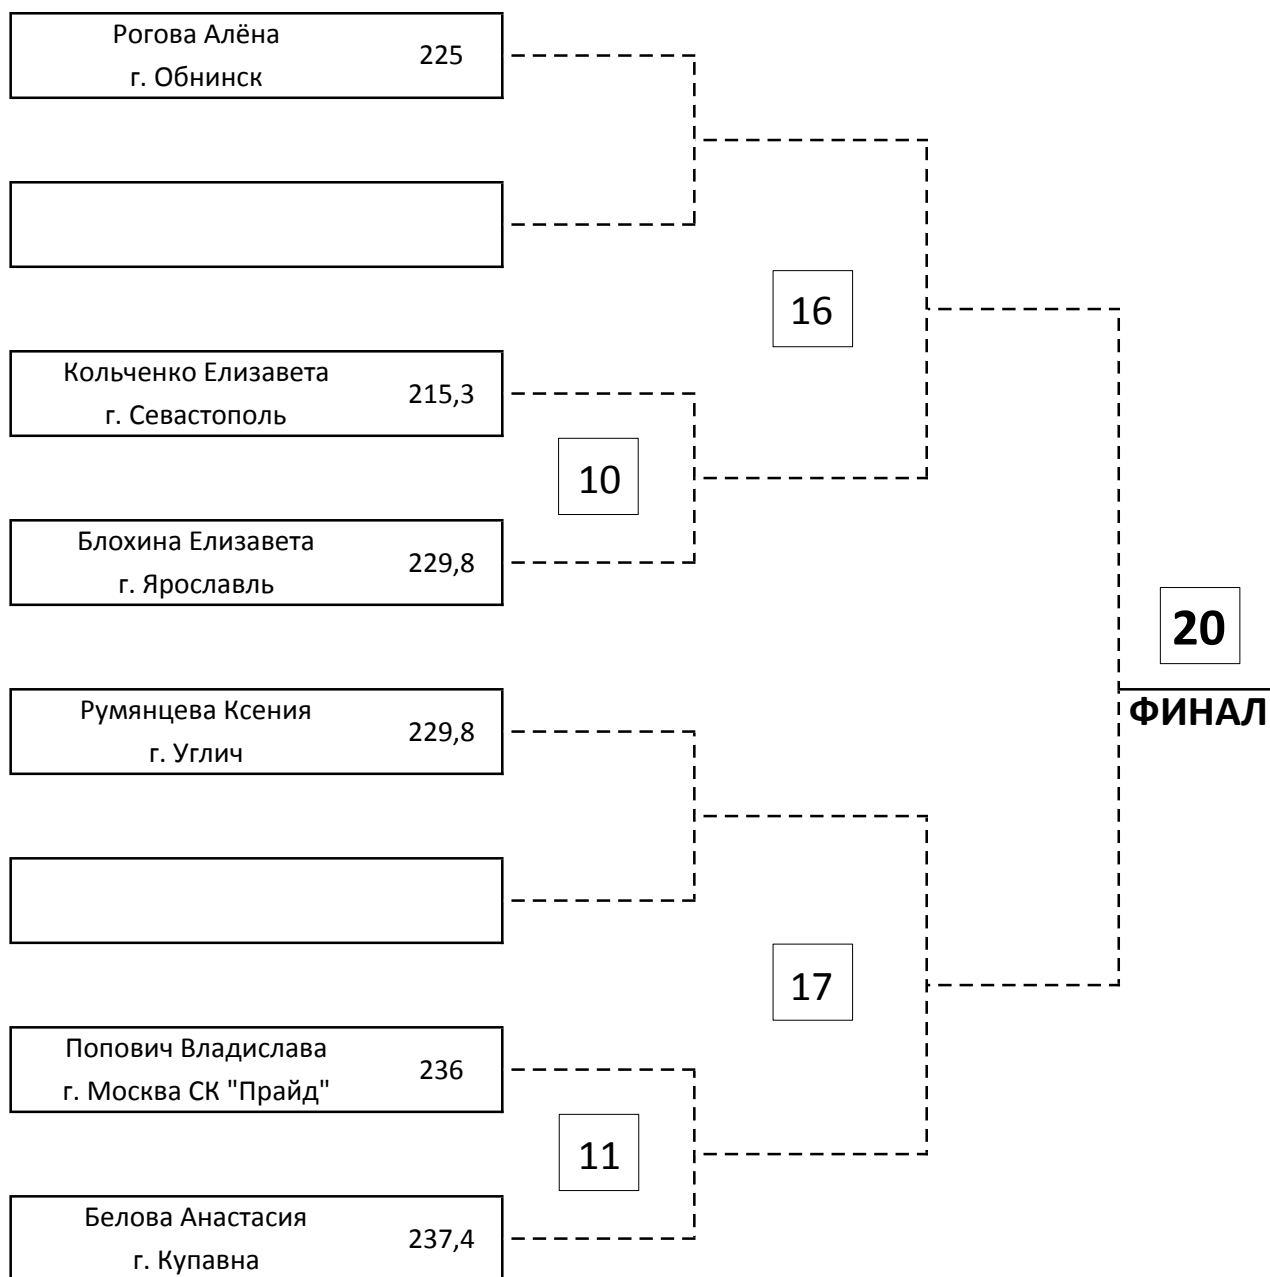 Рогова Алёна
225
г. Обнинск
16
Кольченко Елизавета
215,3
г. Севастополь
10
Блохина Елизавета
229,8
г. Ярославль
20
ФИНАЛ
Румянцева Ксения
229,8
г. Углич
17
Попович Владислава
236
г. Москва СК "Прайд"
11
Белова Анастасия
237,4
г. Купавна